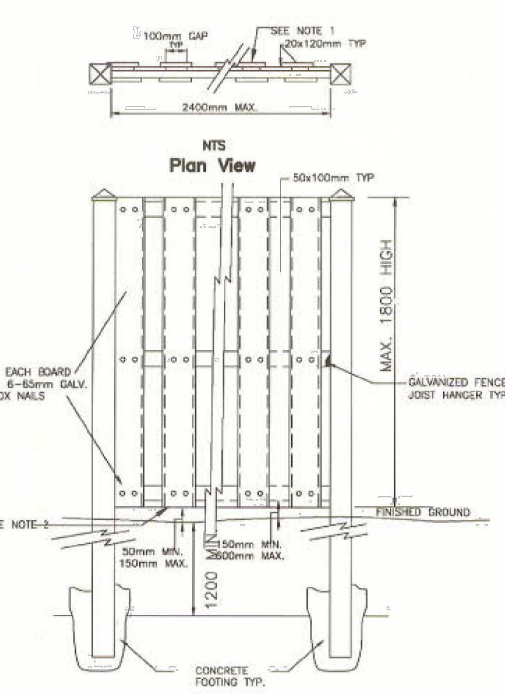 100mm GAP
TYP
SEE NOTE 1
20x120mm TYP
2400mm MAX.
NTS
Plan View
50x100mm TYP
MAX. 1800 HIGH
EACH BOARD
6-65mm GALV.
OX NAILS
GALVANIZED FENCE
JOIST HANGER TYP
E NOTE 2
FINISHED GROUND
50mm MIN.
150mm MAX.
1200 MIN
150mm MIN.
600mm MAX.
CONCRETE
FOOTING TYP.